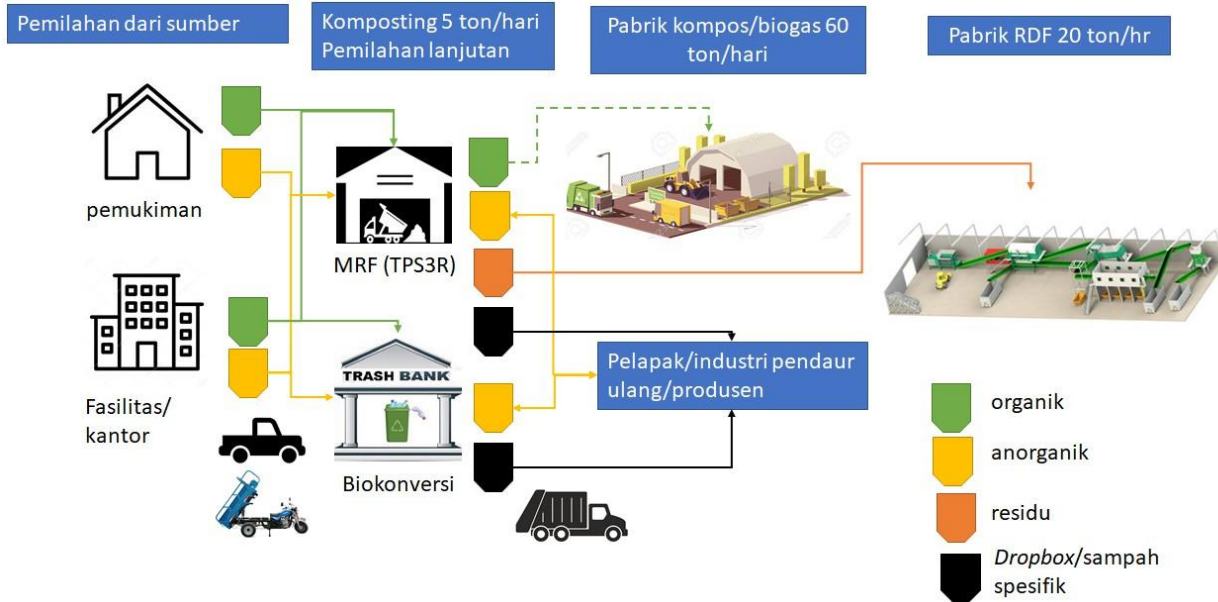 Pemilahan dari sumber
Komposting 5 ton/hari
Pemilahan lanjutan
Pabrik kompos/biogas 60
ton/hari
Pabrik RDF 20 ton/hr
pemukiman
MRF (TPS3R)
Fasilitas/
kantor
TRASH BANK
Biokonversi
Pelapak/industri pendaur
ulang/produsen
organik
anorganik
residu
Dropbox/sampah
spesifik